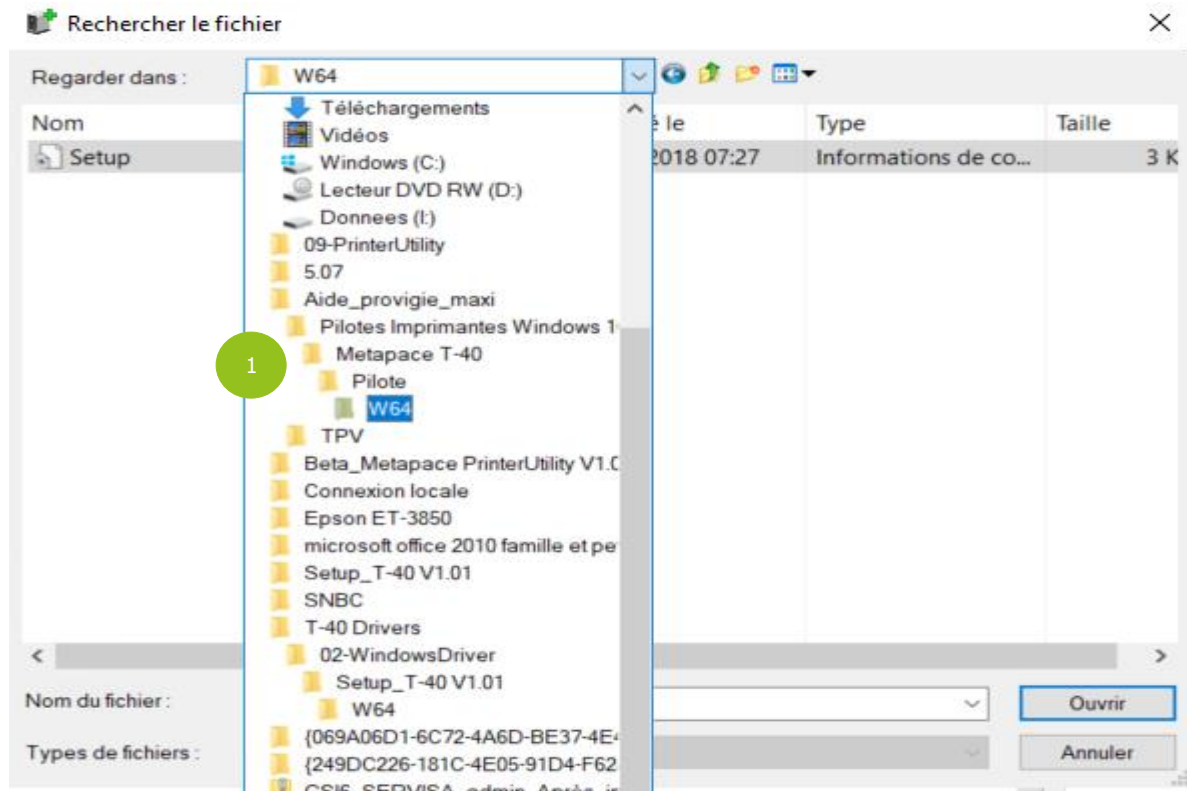 Rechercher le fichier
Regarder dans :
W64
Nom
é le
Type
Taille
Setup
2018 07:27
Informations de co...
3 K
Téléchargements
Vidéos
Windows (C:)
Lecteur DVD RW (D:)
Donnees (I:)
09-PrinterUtility
5.07
Aide_provigie_maxi
Pilotes Imprimantes Windows 1
Metapace T-40
1
Pilote
W64
TPV
Beta_Metapace PrinterUtility V1.0
Connexion locale
Epson ET-3850
microsoft office 2010 famille et pe
Setup_T-40 V1.01
SNBC
T-40 Drivers
02-WindowsDriver
Setup_T-40 V1.01
W64
{069A06D1-6C72-4A6D-BE37-4E
{249DC226-181C-4E05-91D4-F62
Nom du fichier :
Ouvrir
Types de fichiers :
Annuler